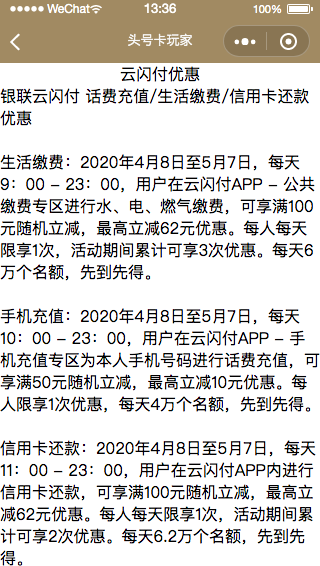 WeChat 13:36 100%
头号卡玩家
云闪付优惠
银联云闪付 话费充值/生活缴费/信用卡还款
优惠
生活缴费：2020年4月8日至5月7日，每天
9：00 – 23：00，用户在云闪付APP – 公共
缴费专区进行水、电、燃气缴费，可享满100
元随机立减，最高立减62元优惠。每人每天
限享1次，活动期间累计可享3次优惠。每天6
万个名额，先到先得。
手机充值：2020年4月8日至5月7日，每天
10：00 – 23：00，用户在云闪付APP – 手
机充值专区为本人手机号码进行话费充值，可
享满50元随机立减，最高立减10元优惠。每
人限享1次优惠，每天4万个名额，先到先得。
信用卡还款：2020年4月8日至5月7日，每天
11：00 – 23：00，用户在云闪付APP内进行
信用卡还款，可享满100元随机立减，最高立
减62元优惠。每人每天限享1次，活动期间累
计可享2次优惠。每天6.2万个名额，先到先
得。